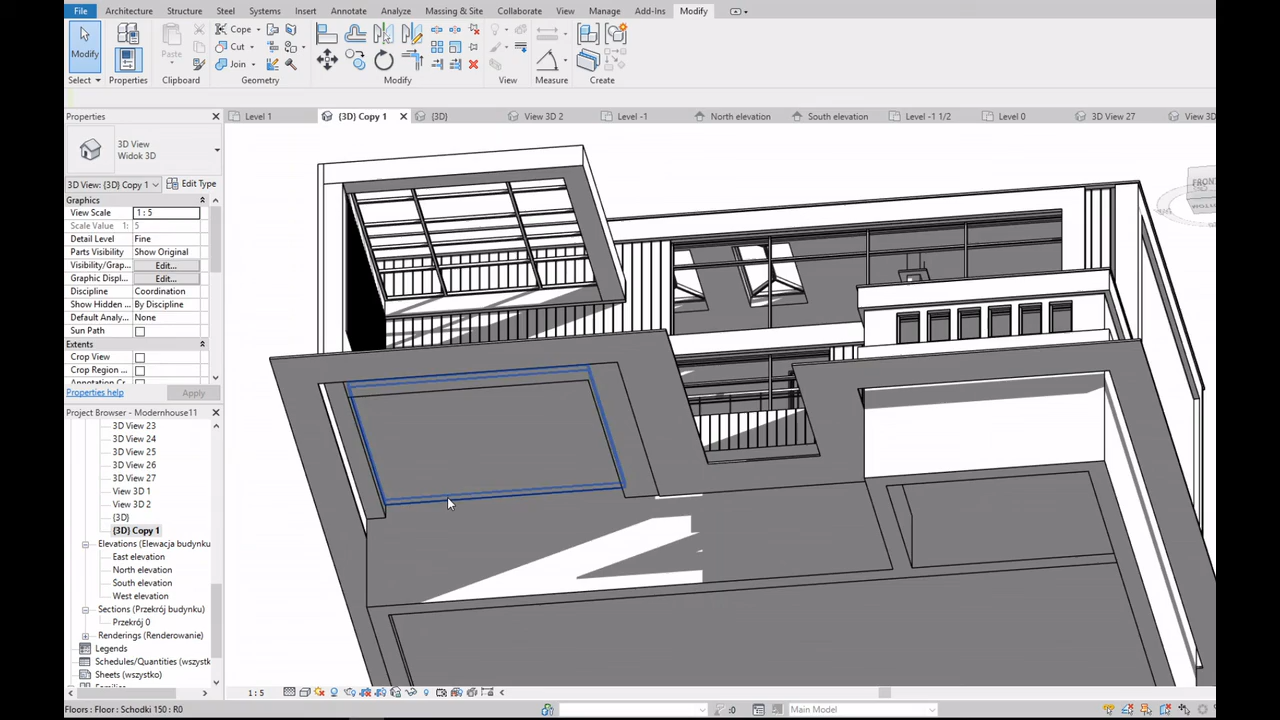 File Architecture Structure Steel Systems Insert Annotate Analyze Massing & Site Collaborate View Manage Add-Ins Modify
Modify
Paste
Cope
Cut
Join
Select Properties Clipboard Geometry Modify View Measure Create
Properties
Level 1
{3D} Copy 1
{3D}
View 3D 2
Level -1
North elevation
South elevation
Level -1 1/2
Level 0
3D View 27
View 3D
3D View
Widok 3D
3D View: {3D} Copy 1
Edit Type
Graphics
View Scale 1 : 5
Scale Value 1: 5
Detail Level Fine
Parts Visibility Show Original
Visibility/Grap... Edit...
Graphic Displ... Edit...
Discipline Coordination
Show Hidden ... By Discipline
Default Analy... None
Sun Path
Extents
Crop View
Crop Region ...
Annotation Cr
Properties help Apply
Project Browser - Modernhouse11
3D View 23
3D View 24
3D View 25
3D View 26
3D View 27
View 3D 1
View 3D 2
{3D}
{3D} Copy 1
Elevations (Elewacja budynku
East elevation
North elevation
South elevation
West elevation
Sections (Przekrój budynku)
Przekrój 0
Renderings (Renderowanie)
Legends
Schedules/Quantities (wszystk
Sheets (wszystko)
FRONT
1 : 5
Floors : Floor : Schodki 150 : R0
:0
Main Model